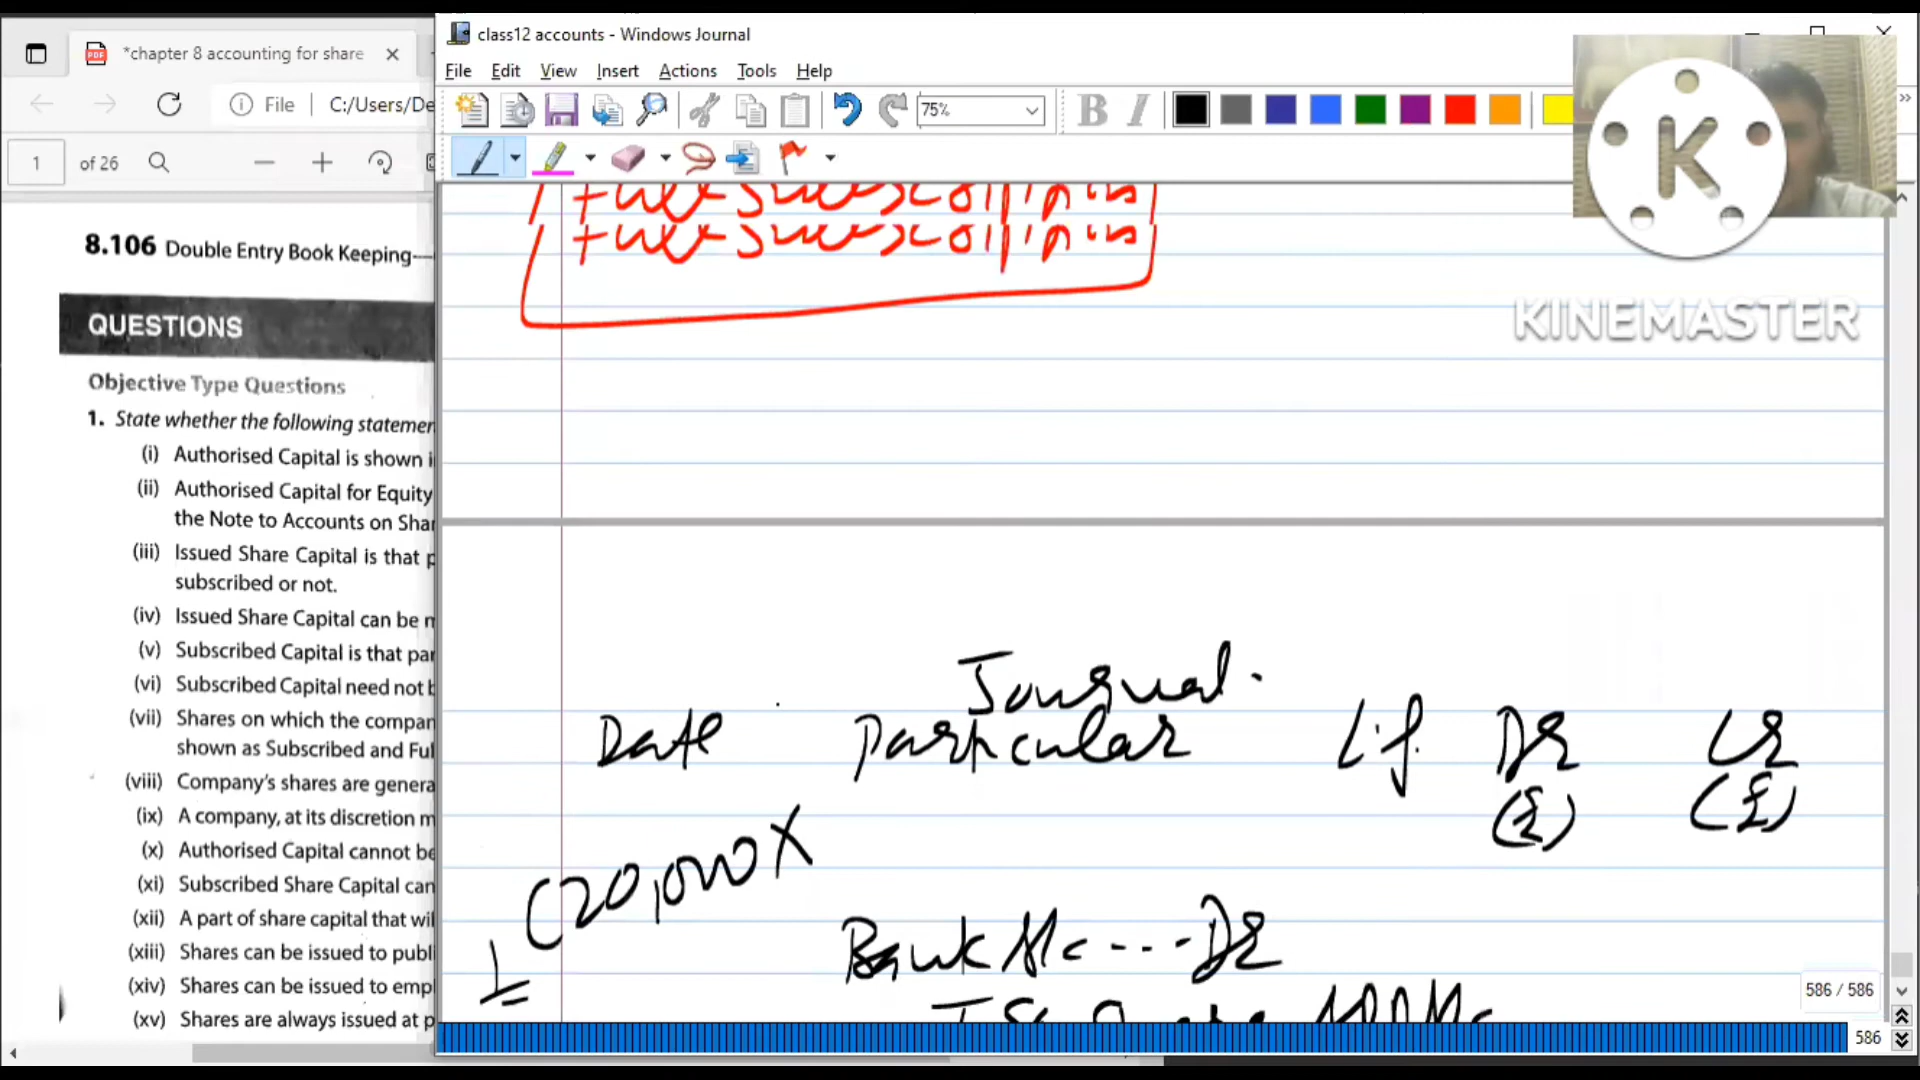 *chapter 8 accounting for share
File
C:/Users/De
1
of 26
8.106 Double Entry Book Keeping—
QUESTIONS
Objective Type Questions
1. State whether the following statemen
(i) Authorised Capital is shown i
(ii) Authorised Capital for Equity
the Note to Accounts on Shar
(iii) Issued Share Capital is that p
subscribed or not.
(iv) Issued Share Capital can be m
(v) Subscribed Capital is that par
(vi) Subscribed Capital need not b
(vii) Shares on which the compan
shown as Subscribed and Ful
(viii) Company's shares are genera
(ix) A company, at its discretion m
(x) Authorised Capital cannot be
(xi) Subscribed Share Capital can
(xii) A part of share capital that wil
(xiii) Shares can be issued to publi
(xiv) Shares can be issued to empl
(xv) Shares are always issued at p
class12 accounts - Windows Journal
File Edit View Insert Actions Tools Help
75%
B I
K
KINEMASTER
Journal.
Date Particular L.f. Dr Cr
(₹) (₹)
(20,000 X
1
Bank A/c ---Dr
586 / 586
586